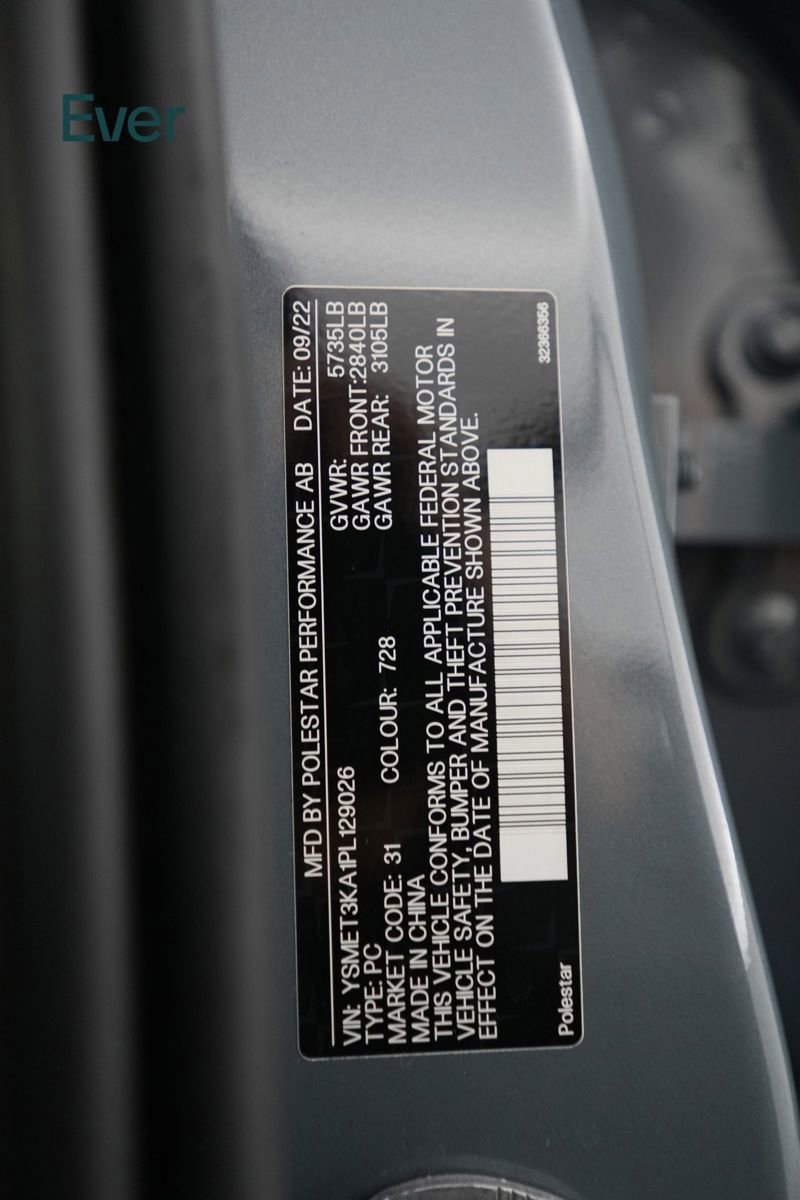 Ever
MFD BY POLESTAR PERFORMANCE AB DATE: 09/22
VIN: YSMET3KA1PL129026 GVWR: 5735LB
TYPE: PC GAWR FRONT:2840LB
MARKET CODE: 31 COLOUR: 728 GAWR REAR: 3105LB
MADE IN CHINA
THIS VEHICLE CONFORMS TO ALL APPLICABLE FEDERAL MOTOR
VEHICLE SAFETY, BUMPER AND THEFT PREVENTION STANDARDS IN
EFFECT ON THE DATE OF MANUFACTURE SHOWN ABOVE.
Polestar 32366356